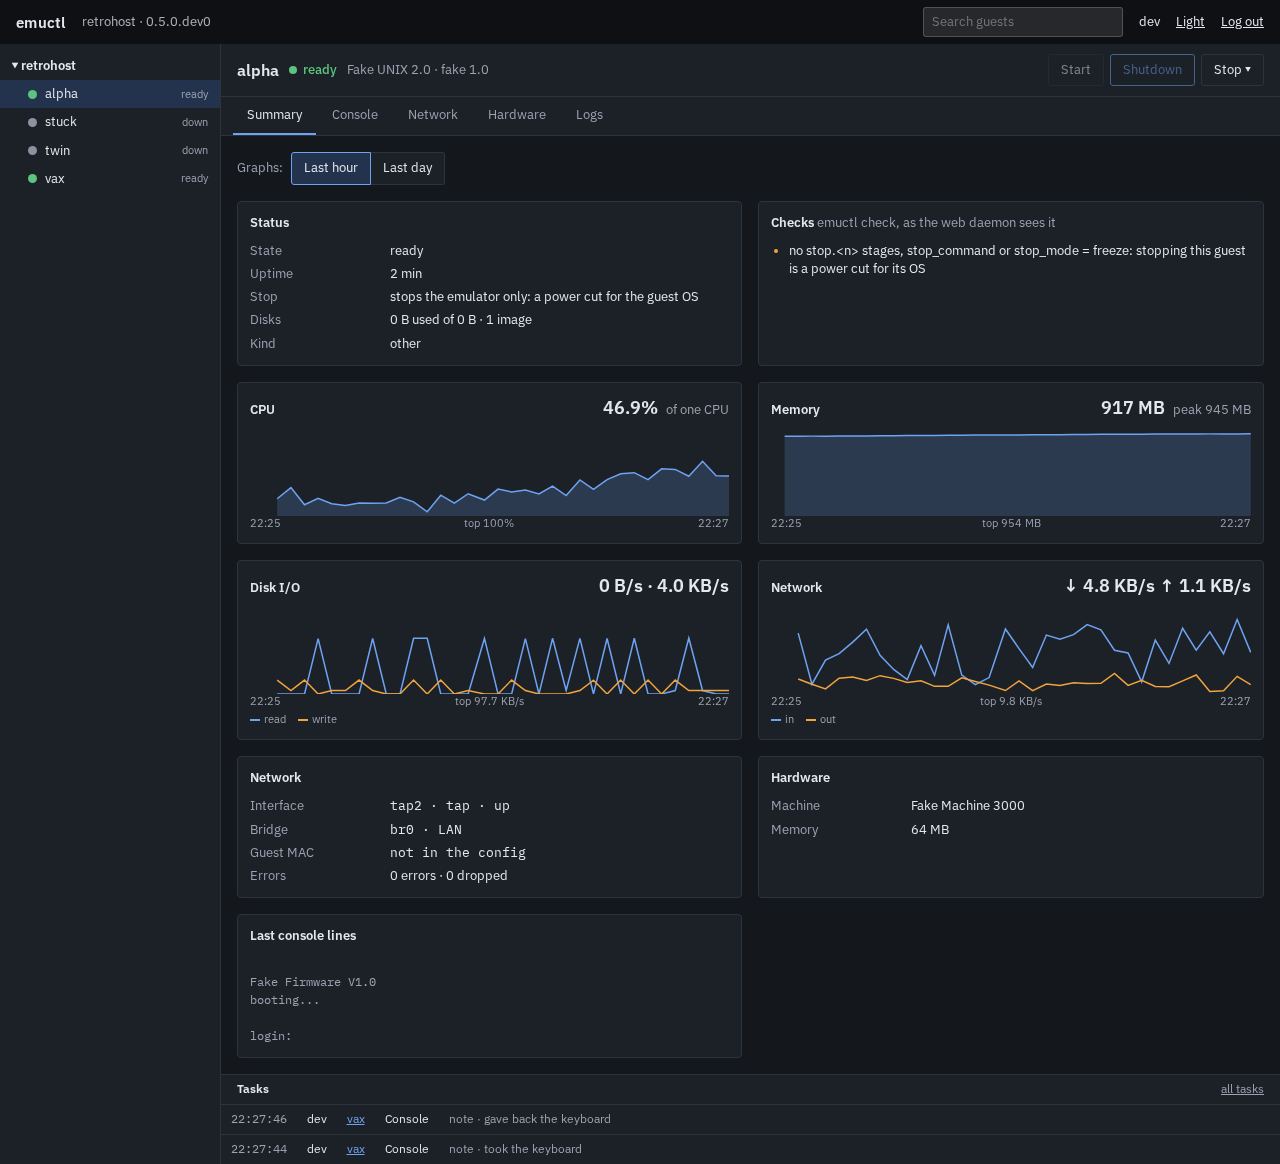 emuctl retrohost · 0.5.0.dev0 Search guests dev Light Log out
▾ retrohost
alpha ready
stuck down
twin down
vax ready
alpha ready Fake UNIX 2.0 · fake 1.0 Start Shutdown Stop ▾
Summary Console Network Hardware Logs
Graphs: Last hour Last day
Status
State ready
Uptime 2 min
Stop stops the emulator only: a power cut for the guest OS
Disks 0 B used of 0 B · 1 image
Kind other
Checks emuctl check, as the web daemon sees it
• no stop.<n> stages, stop_command or stop_mode = freeze: stopping this guest
is a power cut for its OS
CPU 46.9% of one CPU
22:25 top 100% 22:27
Memory 917 MB peak 945 MB
22:25 top 954 MB 22:27
Disk I/O 0 B/s · 4.0 KB/s
22:25 top 97.7 KB/s 22:27
read write
Network ↓ 4.8 KB/s ↑ 1.1 KB/s
22:25 top 9.8 KB/s 22:27
in out
Network
Interface tap2 · tap · up
Bridge br0 · LAN
Guest MAC not in the config
Errors 0 errors · 0 dropped
Hardware
Machine Fake Machine 3000
Memory 64 MB
Last console lines
Fake Firmware V1.0
booting...
login:
Tasks all tasks
22:27:46 dev vax Console note · gave back the keyboard
22:27:44 dev vax Console note · took the keyboard